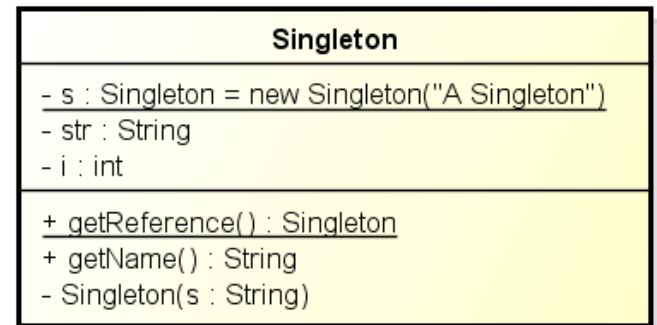 Singleton
- s : Singleton = new Singleton("A Singleton")
- str : String
- i : int
+ getReference() : Singleton
+ getName() : String
- Singleton(s : String)